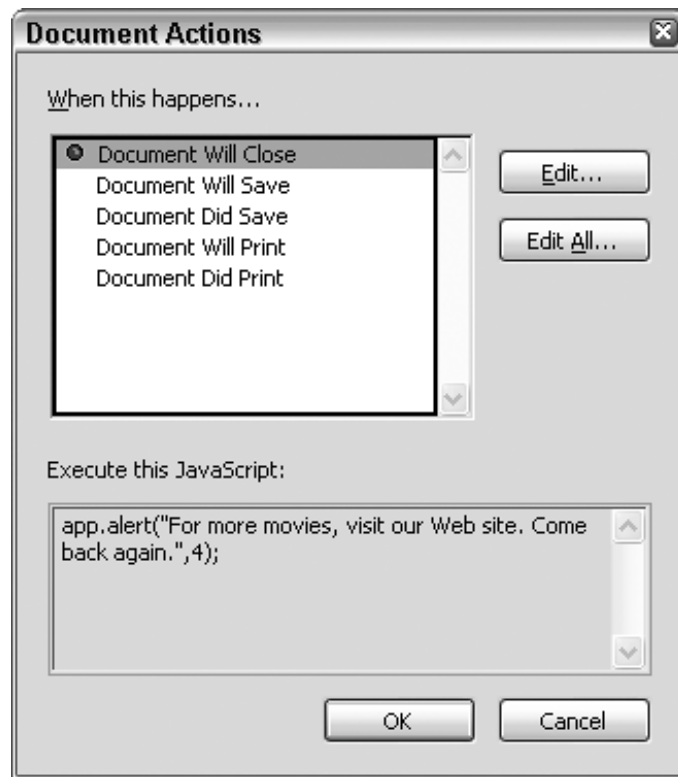 Document Actions
When this happens...
Document Will Close
Document Will Save
Document Did Save
Document Will Print
Document Did Print
Edit...
Edit All...
Execute this JavaScript:
app.alert("For more movies, visit our Web site. Come
back again.",4);
OK
Cancel